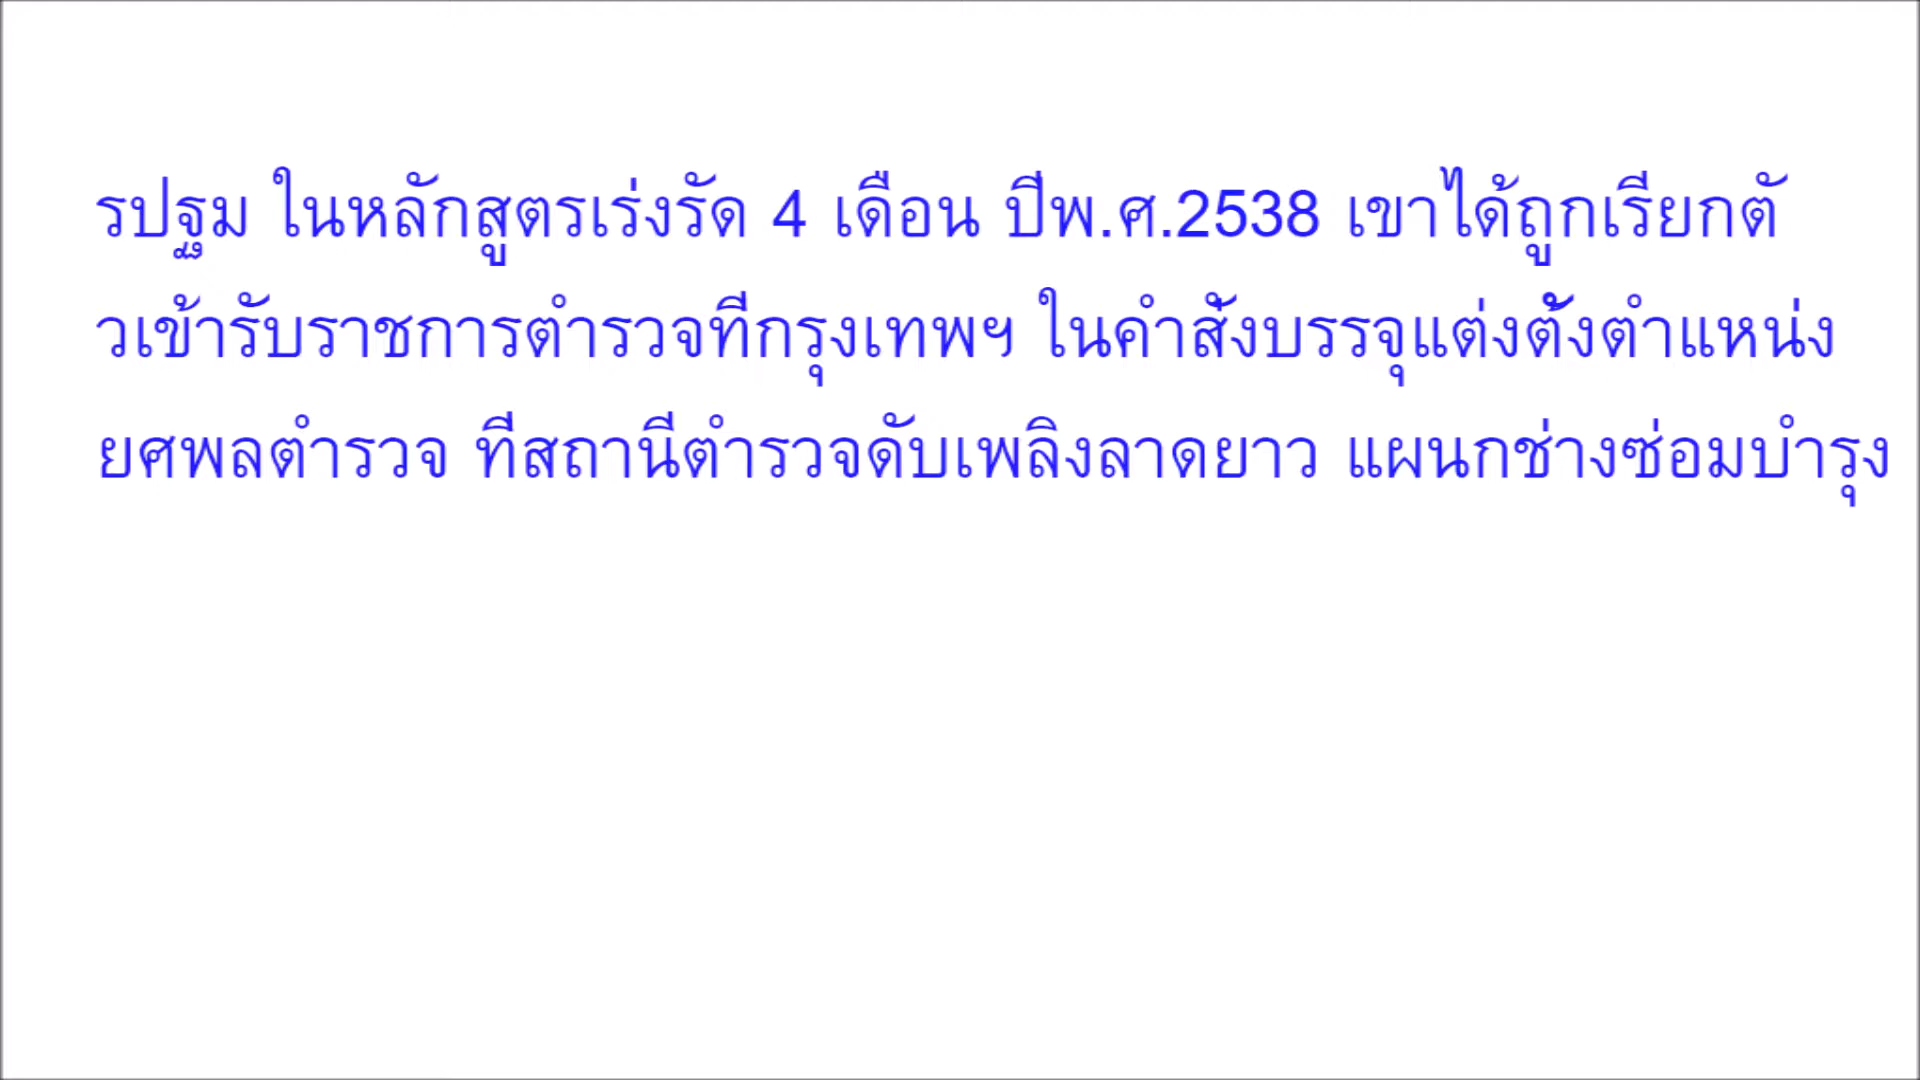 รปฐม ในหลักสูตรเร่งรัด 4 เดือน ปีพ.ศ.2538 เขาได้ถูกเรียกตั
วเข้ารับราชการตำรวจที่กรุงเทพฯ ในคำสั่งบรรจุแต่งตั้งตำแหน่ง
ยศพลตำรวจ ที่สถานีตำรวจดับเพลิงลาดยาว แผนกช่างซ่อมบำรุง